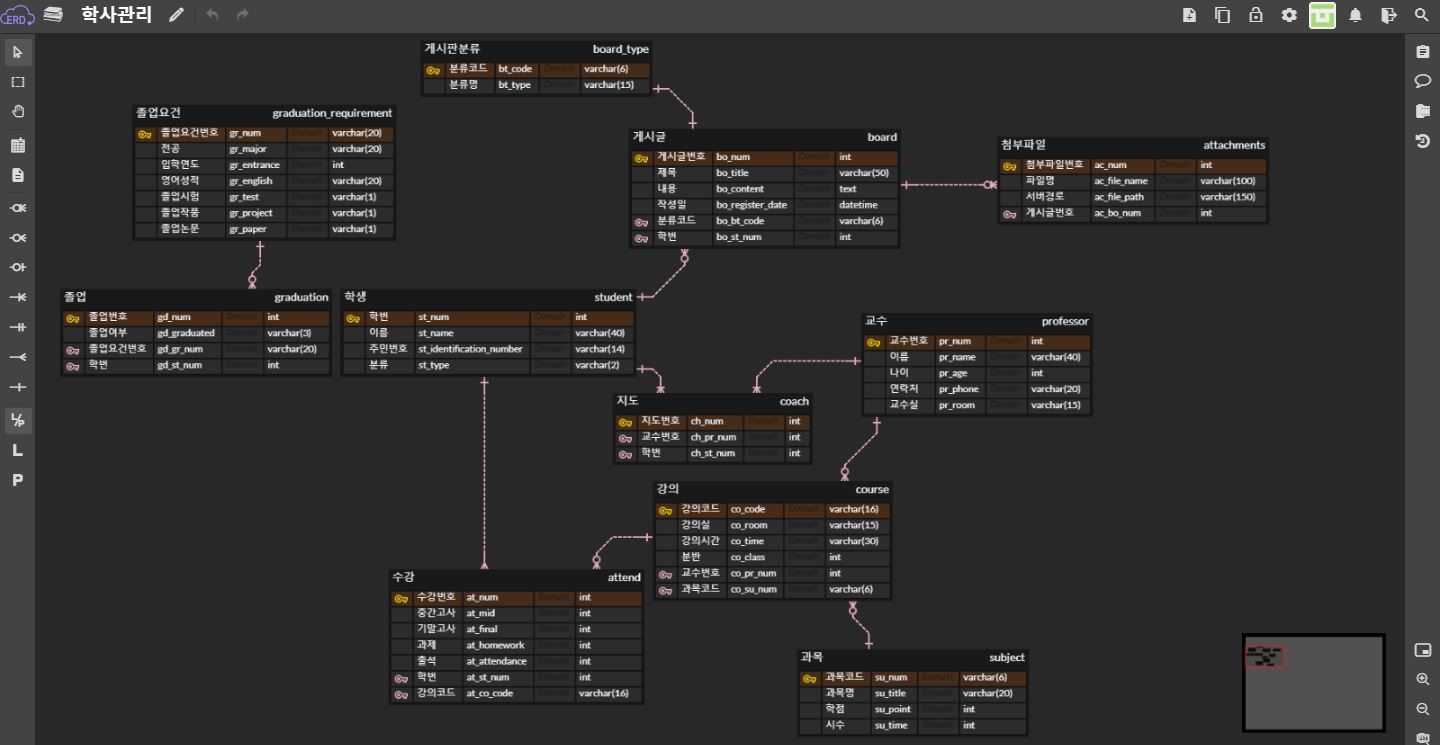 ERD
학사관리
게시판분류 board_type
분류코드 bt_code Domain varchar(6)
분류명 bt_type Domain varchar(15)
졸업요건 graduation_requirement
졸업요건번호 gr_num Domain varchar(20)
전공 gr_major Domain varchar(20)
입학연도 gr_entrance Domain int
영어성적 gr_english Domain varchar(20)
졸업시험 gr_test Domain varchar(1)
졸업작품 gr_project Domain varchar(1)
졸업논문 gr_paper Domain varchar(1)
게시글 board
게시글번호 bo_num Domain int
제목 bo_title Domain varchar(50)
내용 bo_content Domain text
작성일 bo_register_date Domain datetime
분류코드 bo_bt_code Domain varchar(6)
학번 bo_st_num Domain int
첨부파일 attachments
첨부파일번호 ac_num Domain int
파일명 ac_file_name Domain varchar(100)
서버경로 ac_file_path Domain varchar(150)
게시글번호 ac_bo_num Domain int
졸업 graduation
졸업번호 gd_num Domain int
졸업여부 gd_graduated Domain varchar(3)
졸업요건번호 gd_gr_num Domain varchar(20)
학번 gd_st_num Domain int
학생 student
학번 st_num Domain int
이름 st_name Domain varchar(40)
주민번호 st_identification_number Domain varchar(14)
분류 st_type Domain varchar(2)
교수 professor
교수번호 pr_num Domain int
이름 pr_name Domain varchar(40)
나이 pr_age Domain int
연락처 pr_phone Domain varchar(20)
교수실 pr_room Domain varchar(15)
지도 coach
지도번호 ch_num Domain int
교수번호 ch_pr_num Domain int
학번 ch_st_num Domain int
강의 course
강의코드 co_code Domain varchar(16)
강의실 co_room Domain varchar(15)
강의시간 co_time Domain varchar(30)
분반 co_class Domain int
교수번호 co_pr_num Domain int
과목코드 co_su_num Domain varchar(6)
수강 attend
수강번호 at_num Domain int
중간고사 at_mid Domain int
기말고사 at_final Domain int
과제 at_homework Domain int
출석 at_attendance Domain int
학번 at_st_num Domain int
강의코드 at_co_code Domain varchar(16)
과목 subject
과목코드 su_num Domain varchar(6)
과목명 su_title Domain varchar(20)
학점 su_point Domain int
시수 su_time Domain int
L/P
L
P